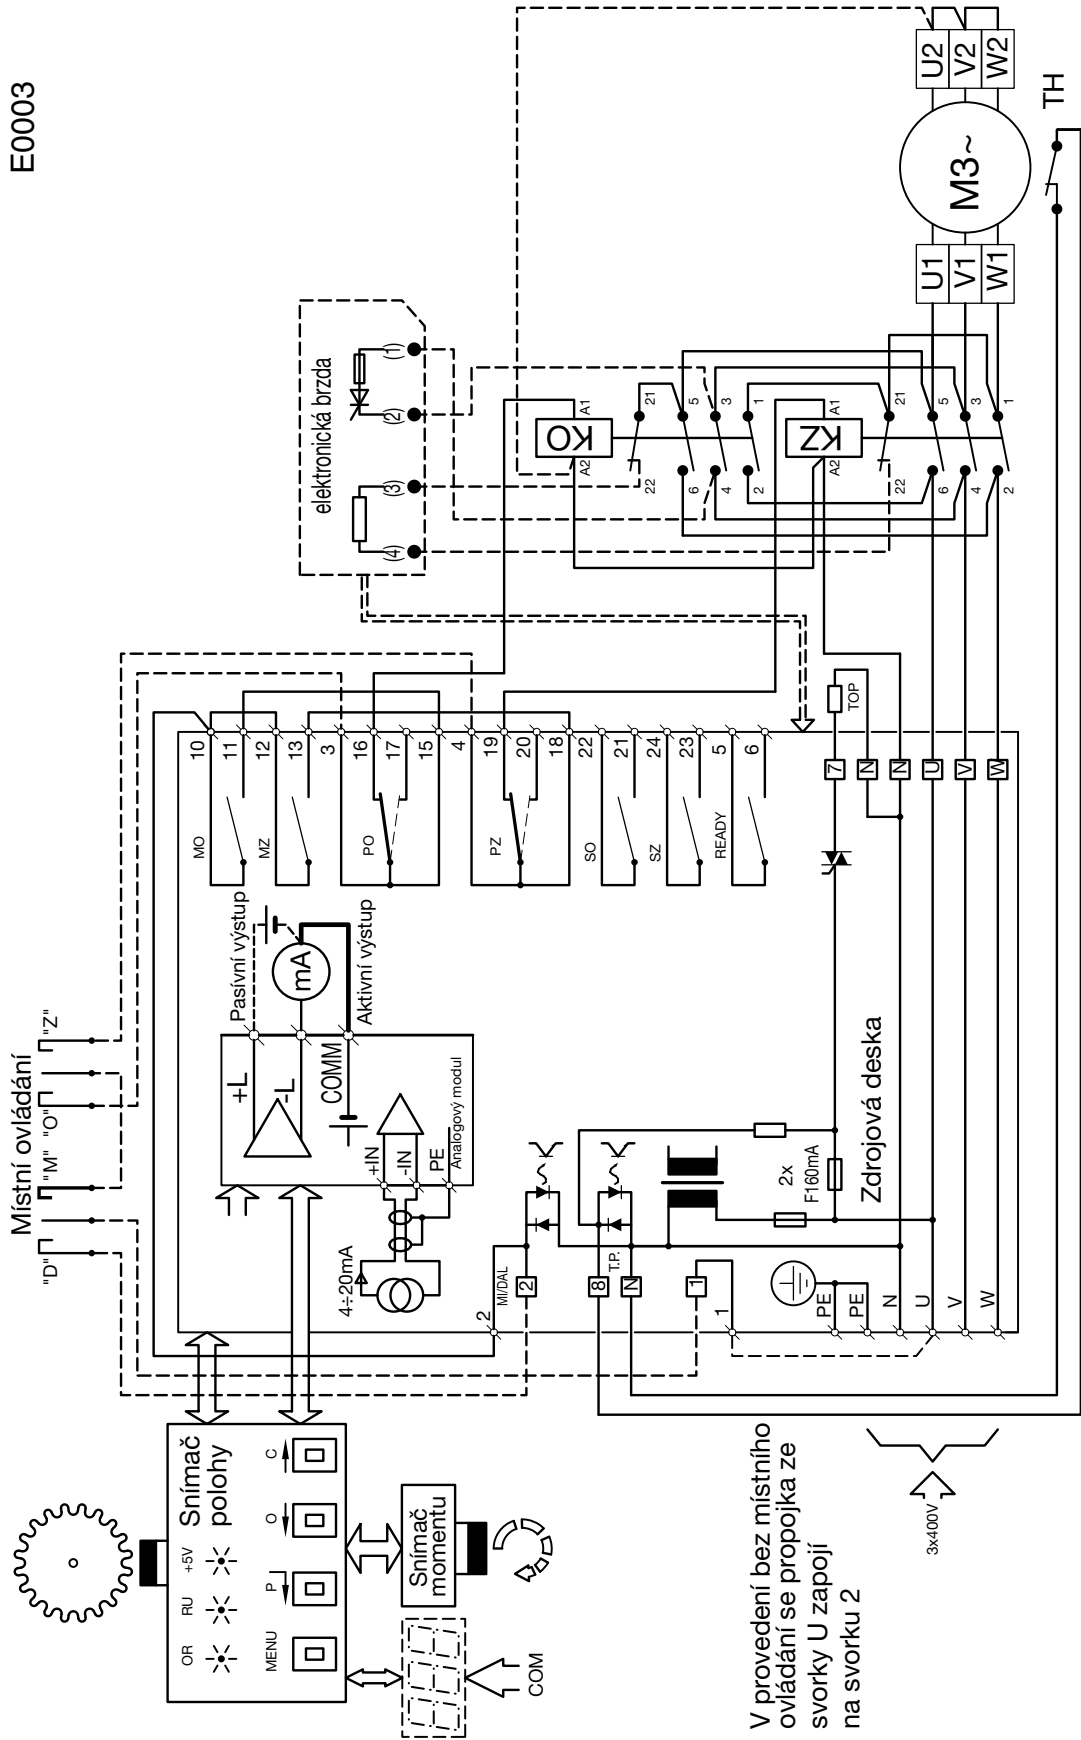 E0003
Místní ovládání
"D" "M" "O" "Z"
Snímač
polohy
OR RU +5V
MENU P O C
Snímač
momentu
COM
+L
-L
COMM
+IN
-IN
PE
Analogový modul
4÷20mA
Pasívní výstup
mA
Aktivní výstup
MO
MZ
PO
PZ
SO
SZ
READY
10
11
12
13
3
16
17
15
4
19
20
18
22
21
24
23
5
6
elektronická brzda
(4) (3) (2) (1)
KO
A2 A1
22 21
6 5
4 3
2 1
KZ
A2 A1
22 21
6 5
4 3
2 1
2
MI/DAL
2
8
T.P.
N
1
1
2x
F160mA
Zdrojová deska
7
TOP
N
N
U
V
W
PE
PE
N
U
V
W
U1
V1
W1
M3~
U2
V2
W2
TH
V provedení bez místního
ovládání se propojka ze
svorky U zapojí
na svorku 2
3x400V